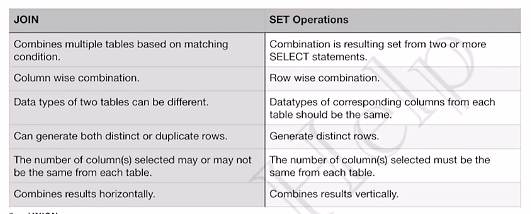 JOIN SET Operations
Combines multiple tables based on matching Combination is resulting set from two or more
condition. SELECT statements.
Column wise combination. Row wise combination.
Data types of two tables can be different. Datatypes of corresponding columns from each
table should be the same.
Can generate both distinct or duplicate rows. Generate distinct rows.
The number of column(s) selected may or may not The number of column(s) selected must be the
be the same from each table. same from each table.
Combines results horizontally. Combines results vertically.
UNION
Help